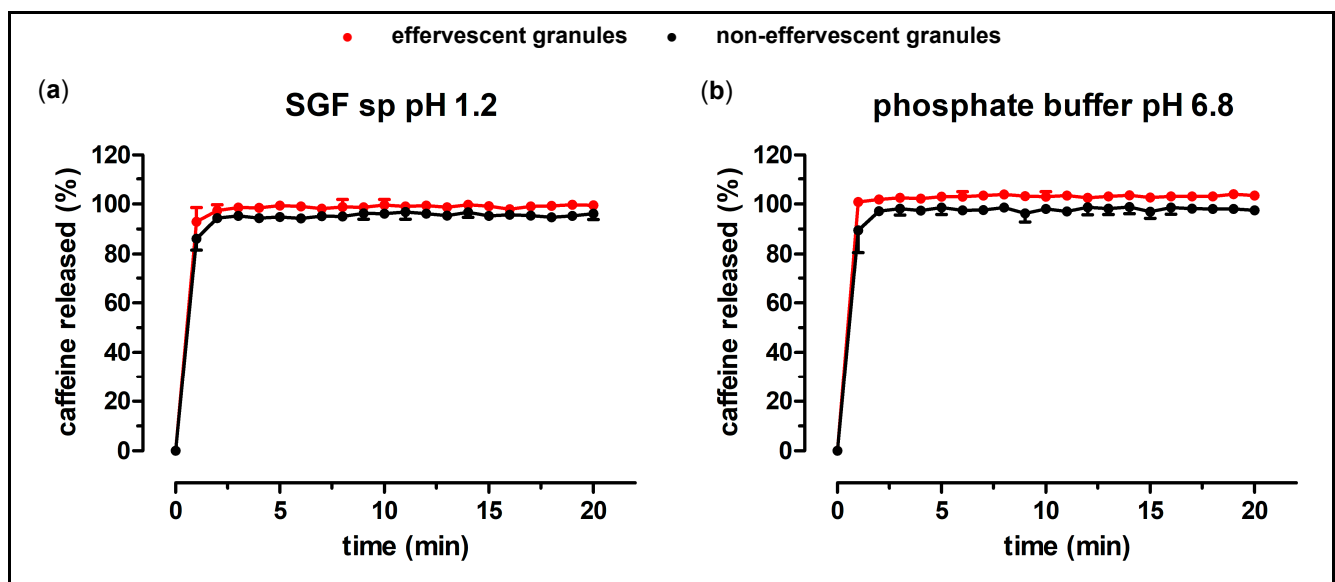 effervescent granules non-effervescent granules
(a) SGF sp pH 1.2
caffeine released (%)
120
100
80
60
40
20
0
0 5 10 15 20
time (min)
(b) phosphate buffer pH 6.8
caffeine released (%)
120
100
80
60
40
20
0
0 5 10 15 20
time (min)